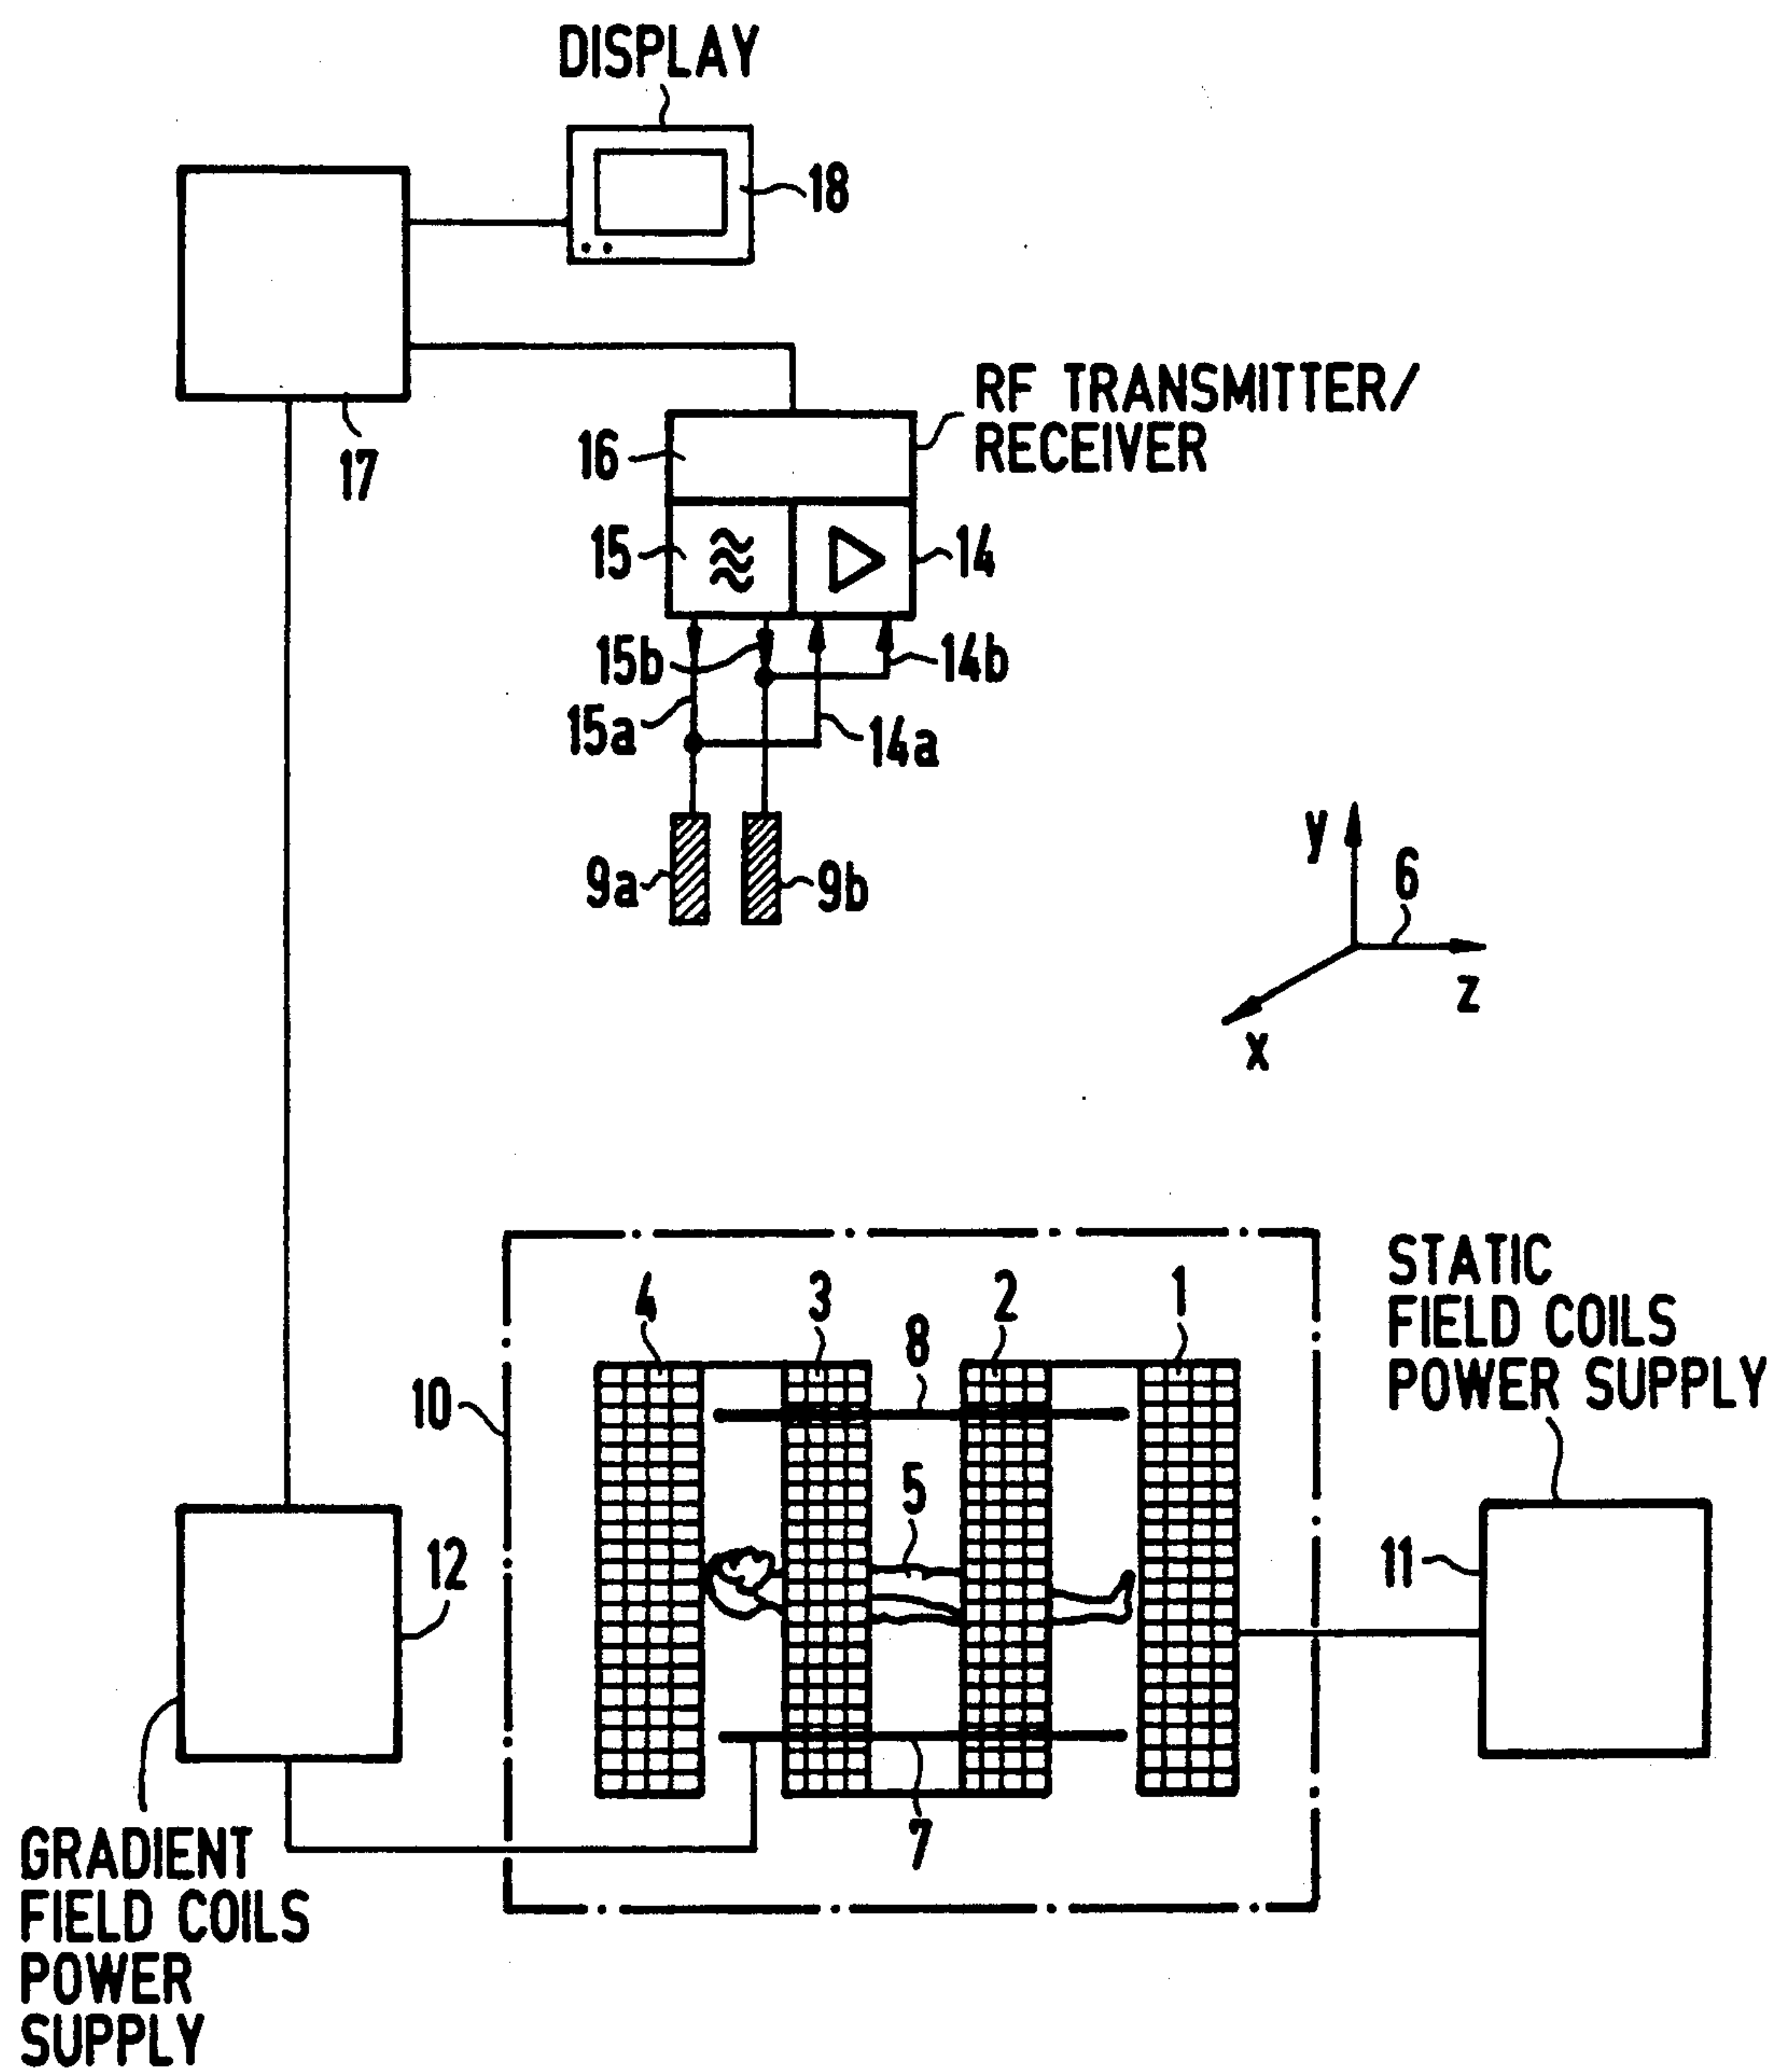 DISPLAY
18
17
RF TRANSMITTER/
RECEIVER
16
15
14
15b
14b
15a
14a
9a
9b
y
6
z
x
STATIC
FIELD COILS
POWER SUPPLY
4
3
2
1
8
10
5
11
12
7
GRADIENT
FIELD COILS
POWER
SUPPLY